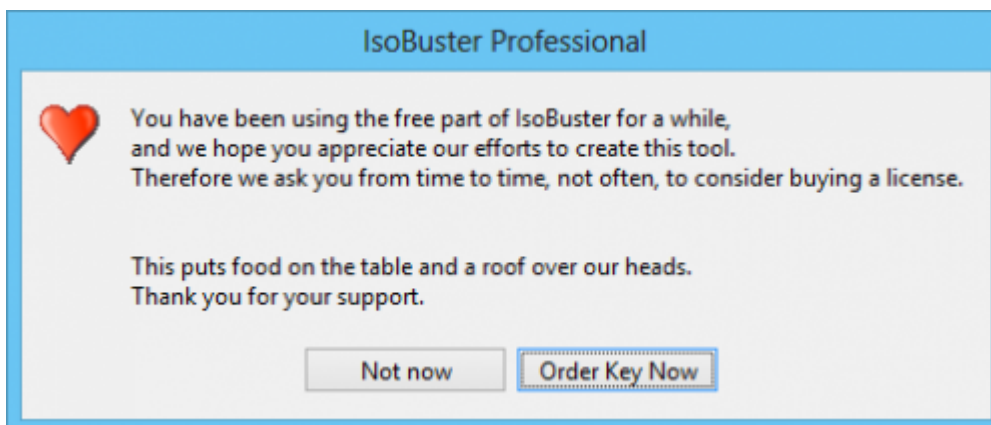 IsoBuster Professional
You have been using the free part of IsoBuster for a while,
and we hope you appreciate our efforts to create this tool.
Therefore we ask you from time to time, not often, to consider buying a license.
This puts food on the table and a roof over our heads.
Thank you for your support.
Not now
Order Key Now